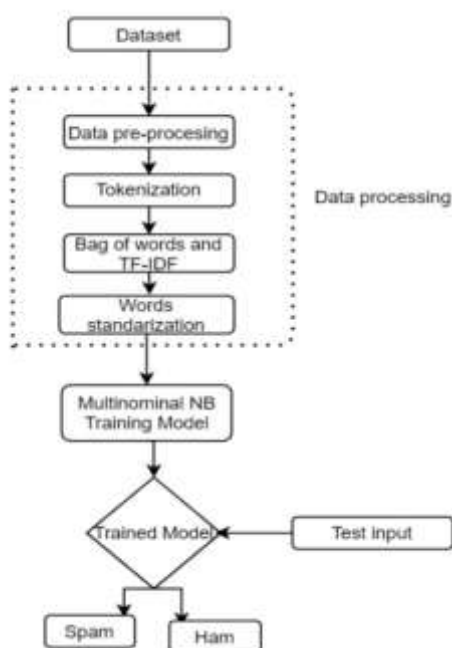 Dataset
Data pre-procesing
Tokenization
Data processing
Bag of words and
TF-IDF
Words
standarization
Multinominal NB
Training Model
Trained Model
Test input
Spam
Ham